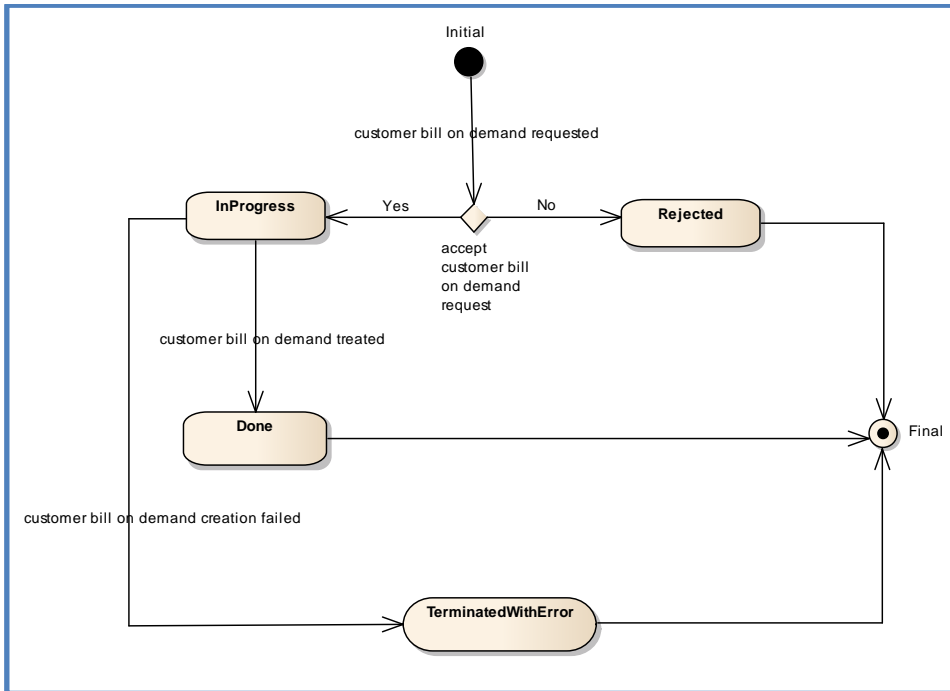 Initial
customer bill on demand requested
InProgress
Yes
No
Rejected
accept
customer bill
on demand
request
customer bill on demand treated
Done
Final
customer bill on demand creation failed
TerminatedWithError